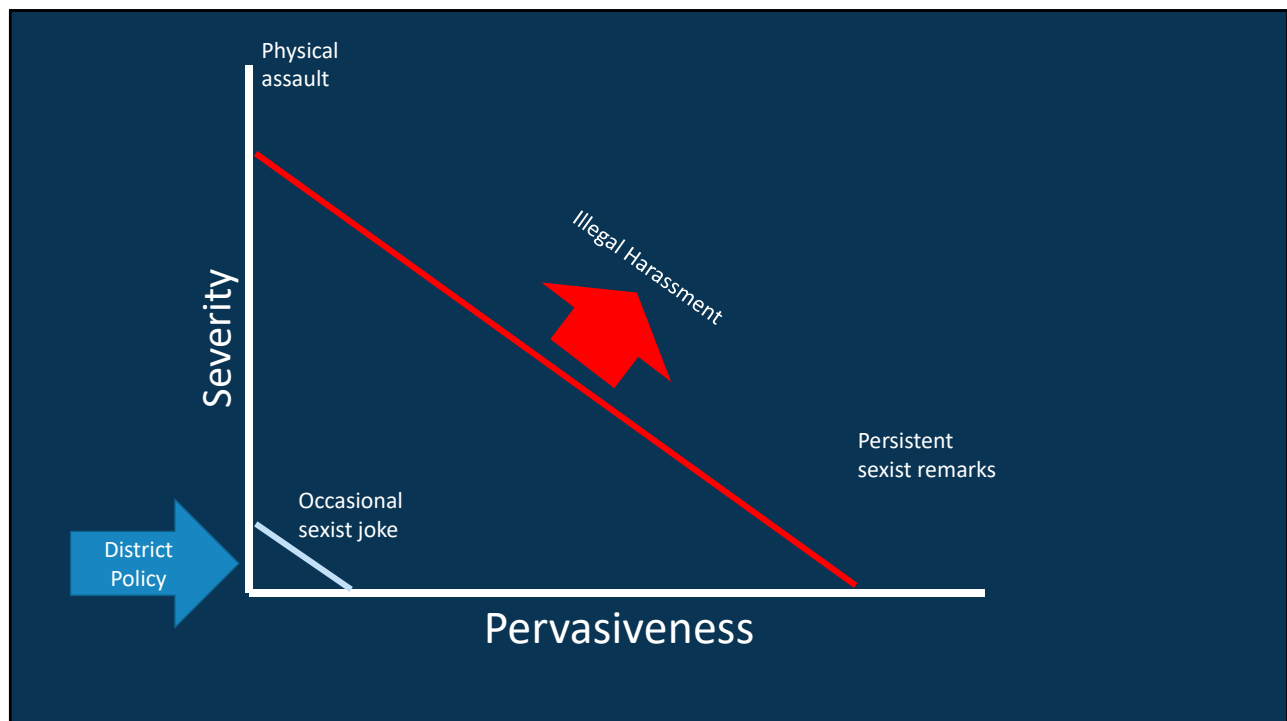 Physical
assault
Illegal Harassment
Severity
Persistent
sexist remarks
Occasional
sexist joke
District
Policy
Pervasiveness